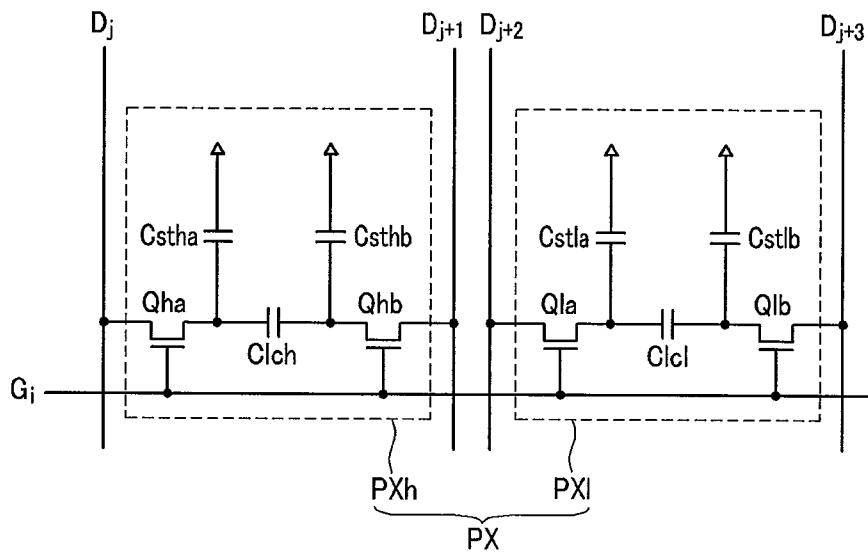 Dj Dj+1 Dj+2 Dj+3
Cstha Csthb Cstla Cstlb
Qha Qhb Qla Qlb
Clch Clcl
Gi
PXh PXl
PX